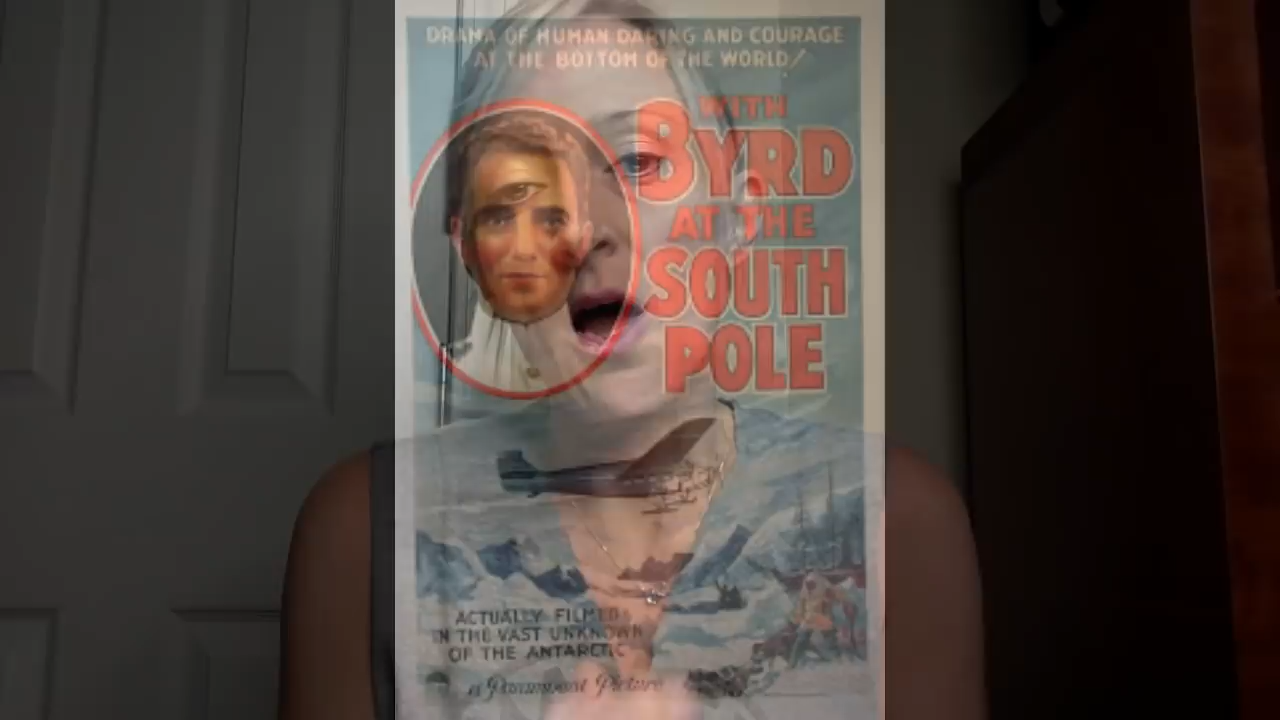 DRAMA OF HUMAN DARING AND COURAGE
AT THE BOTTOM OF THE WORLD!
WITH
BYRD
AT THE
SOUTH
POLE
ACTUALLY FILMED
IN THE VAST UNKNOWN
OF THE ANTARCTIC
a Paramount Picture